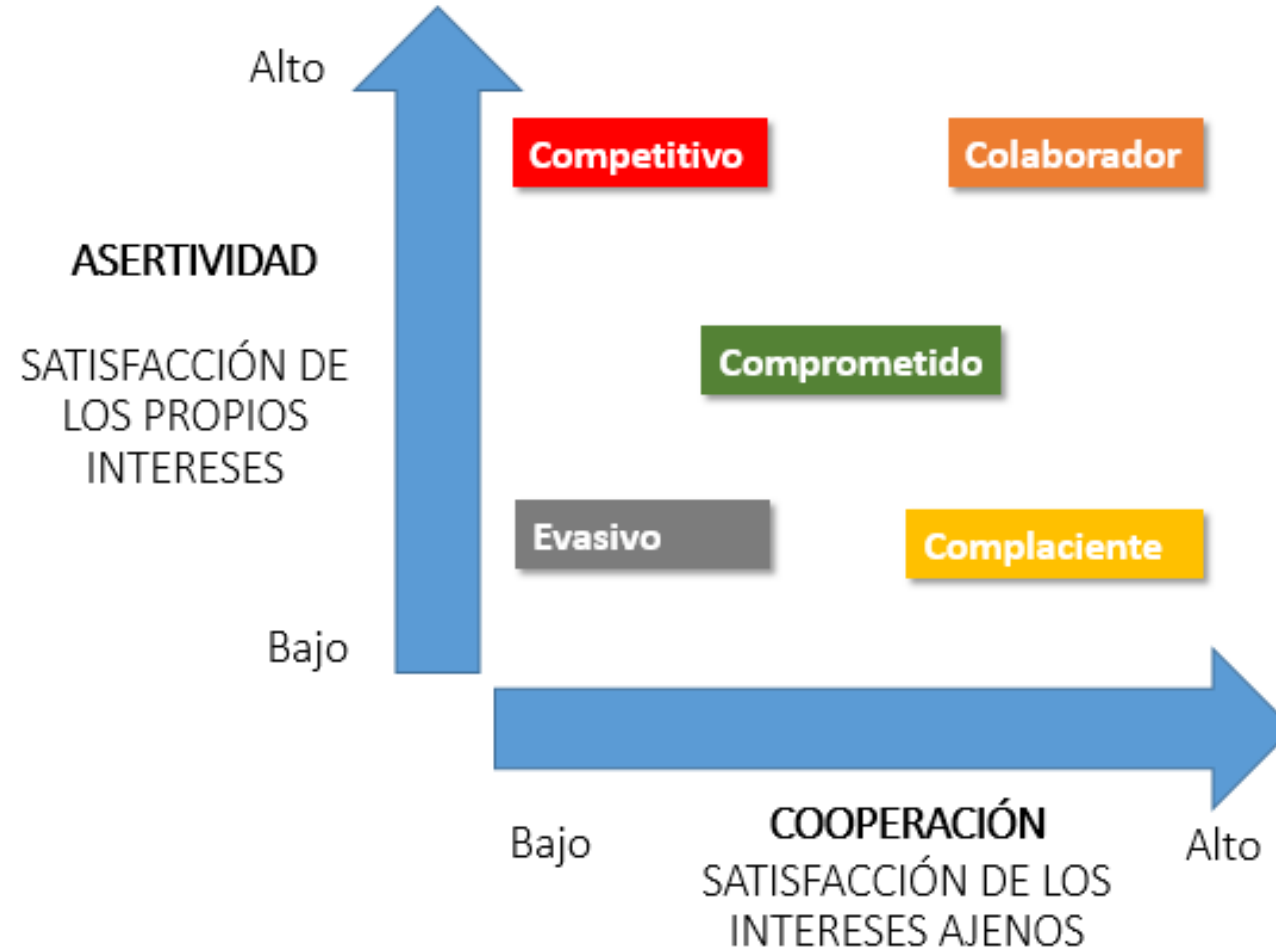 Alto
Competitivo
Colaborador
ASERTIVIDAD
SATISFACCIÓN DE
LOS PROPIOS
INTERESES
Comprometido
Evasivo
Complaciente
Bajo
Bajo
COOPERACIÓN
Alto
SATISFACCIÓN DE LOS
INTERESES AJENOS